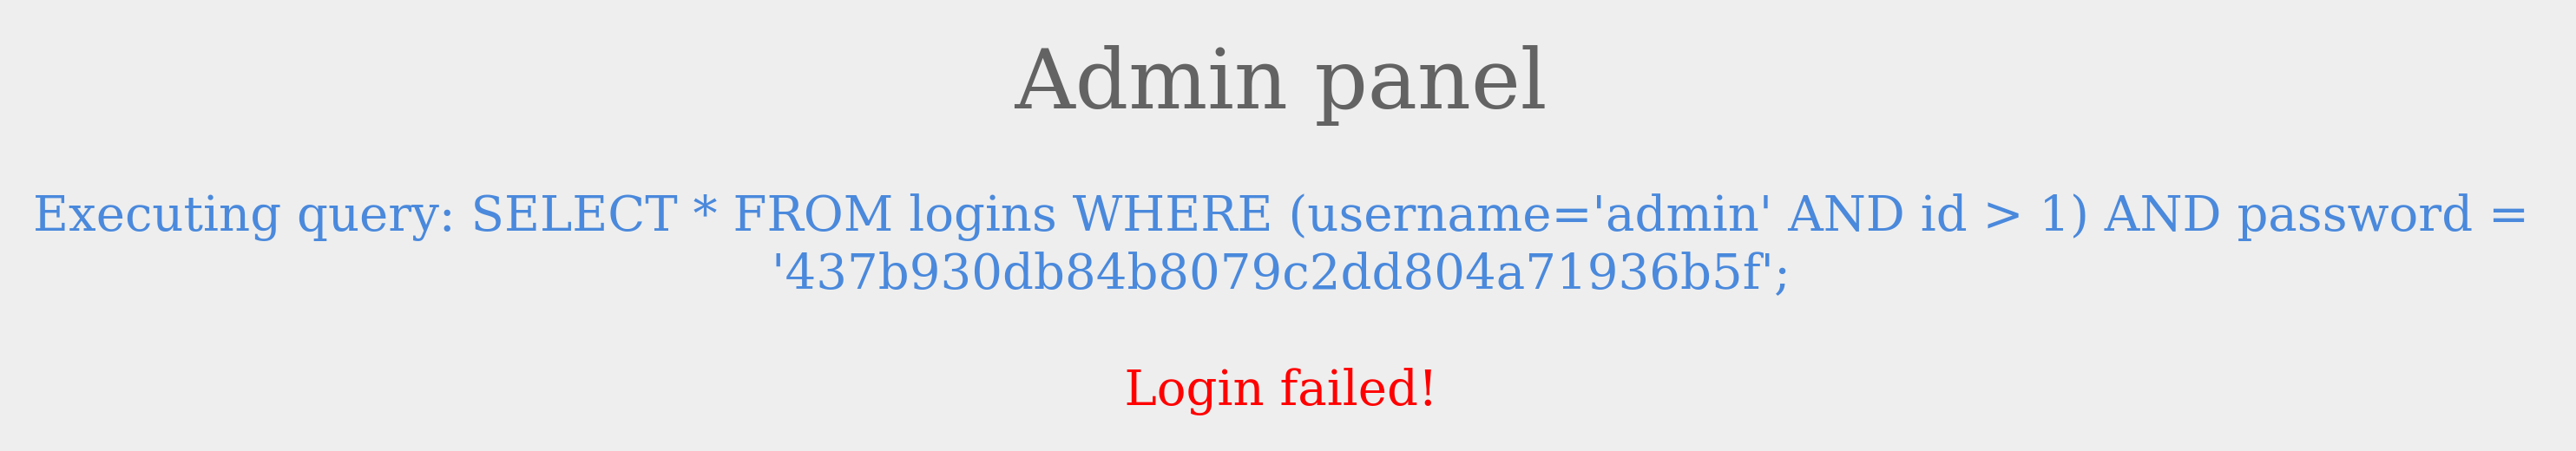 Admin panel
Executing query: SELECT * FROM logins WHERE (username='admin' AND id > 1) AND password =
'437b930db84b8079c2dd804a71936b5f';
Login failed!